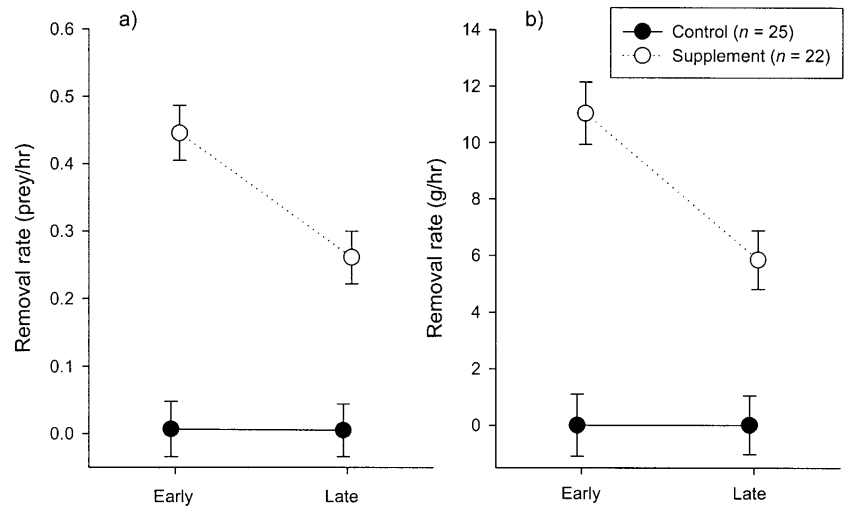 a)
0.6
0.5
0.4
0.3
0.2
0.1
0.0
Removal rate (prey/hr)
Early Late
b)
14
12
10
8
6
4
2
0
Removal rate (g/hr)
Early Late
Control (n = 25)
Supplement (n = 22)